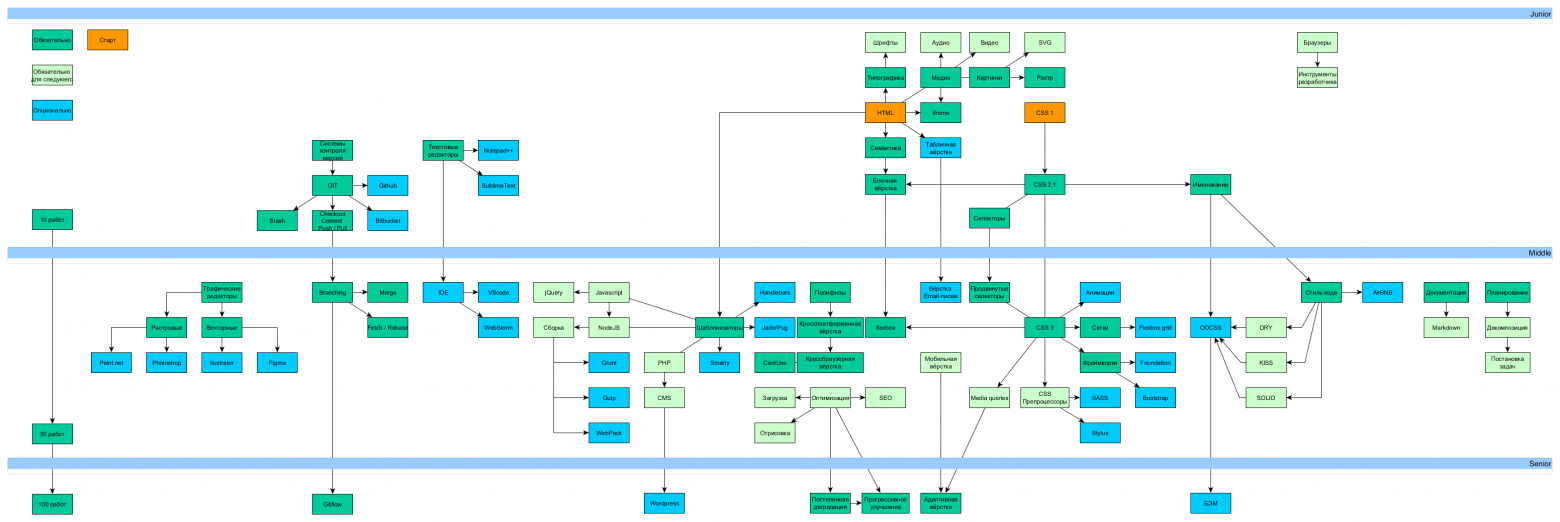 Junior
Обязательно
Старт
Шрифты
Аудио
Видео
SVG
Браузеры
Обязательно
для следуюего
Типографика
Медиа
Картинки
Растр
Инструменты
разработчика
Опционально
HTML
iframe
CSS 1
Системы
контроля
версий
Текстовые
редакторы
Notepad++
Семантика
Табличная
вёрстка
GIT
Github
SublimeText
Блочная
вёрстка
CSS 2.1
Именование
10 работ
Stash
Checkout
Commit
Push / Pull
Bitbucket
Селекторы
Middle
Графические
редакторы
Branching
Merge
IDE
VScode
jQuery
Javascript
Handlebars
Полифилы
Вёрстка
Email-писем
Продвинутые
селекторы
Анимации
Стиль кода
AirBNB
Документация
Планирование
Растровые
Векторные
Fetch / Rebase
WebStorm
Сборка
NodeJS
Шаблонизаторы
Jade/Pug
Кроссплатформенная
вёрстка
flexbox
CSS 3
Сетки
Flexbox grid
OOCSS
DRY
Markdown
Декомпозиция
Paint.net
Photoshop
Figma
Grunt
PHP
Smarty
CanIUse
Кроссбраузерная
вёрстка
Мобильная
вёрстка
Фреймворки
Foundation
KISS
Постановка
задач
Gulp
CMS
Загрузка
Оптимизация
SEO
Media queries
CSS
Препроцессоры
SASS
Bootstrap
SOLID
50 работ
WebPack
Отрисовка
Stylus
Senior
100 работ
Gitflow
Wordpress
Постепенная
деградация
Прогрессивное
улучшение
Адаптивная
вёрстка
БЭМ